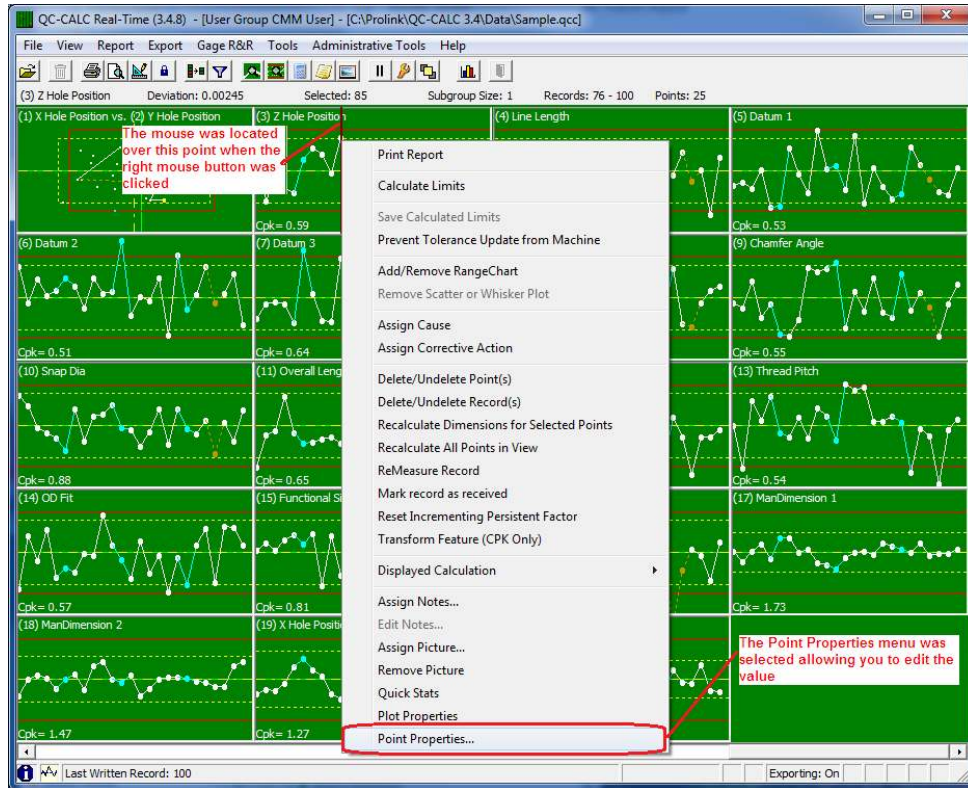 QC-CALC Real-Time (3.4.8) - [User Group CMM User] - [C:\Prolink\QC-CALC 3.4\Data\Sample.qcc]
File View Report Export Gage R&R Tools Administrative Tools Help
(3) Z Hole Position Deviation: 0.00245 Selected: 85 Subgroup Size: 1 Records: 76 - 100 Points: 25
(1) X Hole Position vs. (2) Y Hole Position
The mouse was located
over this point when the
right mouse button was
clicked
(3) Z Hole Position
Cpk= 0.59
(4) Line Length
(5) Datum 1
Cpk= 0.53
(6) Datum 2
Cpk= 0.51
(7) Datum 3
Cpk= 0.64
(9) Chamfer Angle
Cpk= 0.55
(10) Snap Dia
Cpk= 0.88
(11) Overall Leng
Cpk= 0.65
(13) Thread Pitch
Cpk= 0.54
(14) OD Fit
Cpk= 0.57
(15) Functional Si
Cpk= 0.81
(17) ManDimension 1
Cpk= 1.73
(18) ManDimension 2
Cpk= 1.47
(19) X Hole Positi
Cpk= 1.27
Print Report
Calculate Limits
Save Calculated Limits
Prevent Tolerance Update from Machine
Add/Remove RangeChart
Remove Scatter or Whisker Plot
Assign Cause
Assign Corrective Action
Delete/Undelete Point(s)
Delete/Undelete Record(s)
Recalculate Dimensions for Selected Points
Recalculate All Points in View
ReMeasure Record
Mark record as received
Reset Incrementing Persistent Factor
Transform Feature (CPK Only)
Displayed Calculation
Assign Notes...
Edit Notes...
Assign Picture...
Remove Picture
Quick Stats
Plot Properties
Point Properties...
The Point Properties menu was
selected allowing you to edit the
value
Last Written Record: 100
Exporting: On